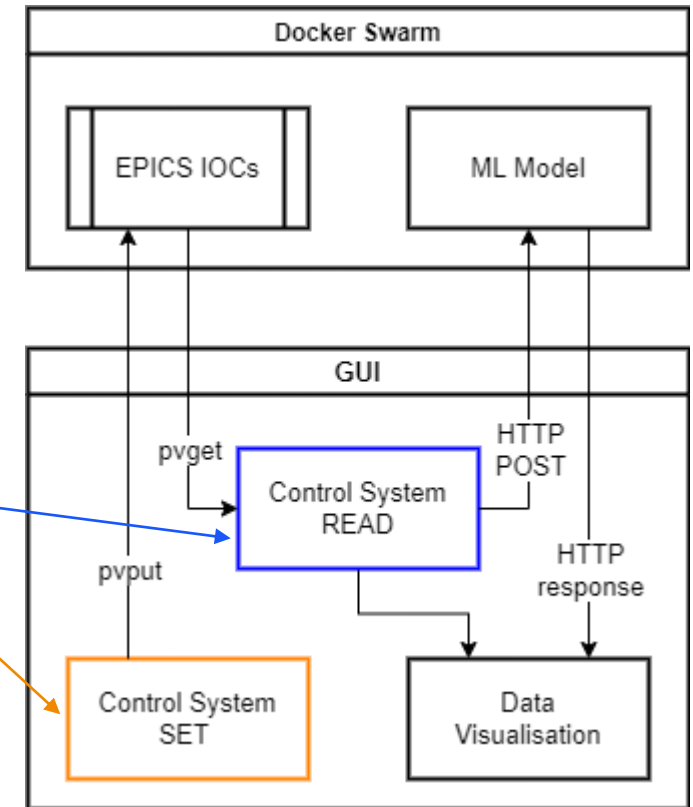 Docker Swarm
EPICS IOCs
ML Model
GUI
pvget
HTTP
POST
Control System
READ
pvput
HTTP
response
Control System
SET
Data
Visualisation